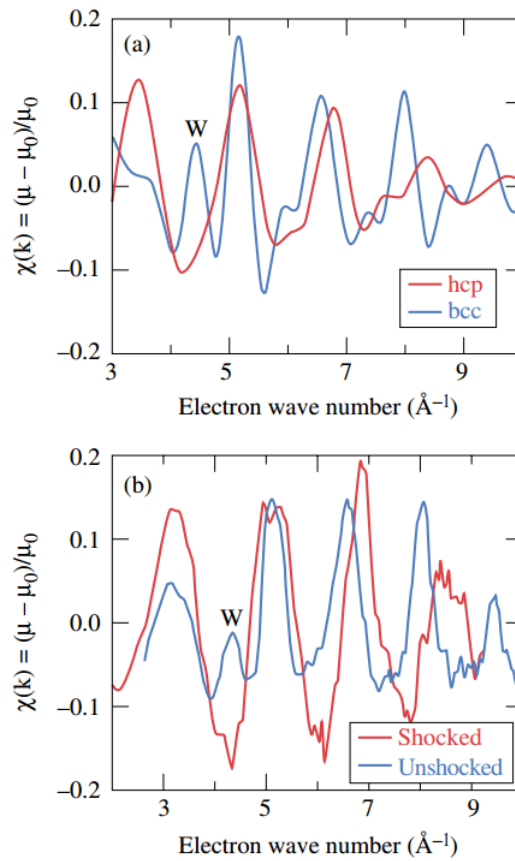 (a)
0.2
0.1
0.0
−0.1
−0.2
χ(k) = (μ − μ₀)/μ₀
W
hcp
bcc
3 5 7 9
Electron wave number (Å⁻¹)
(b)
0.2
0.1
0.0
−0.1
−0.2
χ(k) = (μ − μ₀)/μ₀
W
Shocked
Unshocked
3 5 7 9
Electron wave number (Å⁻¹)